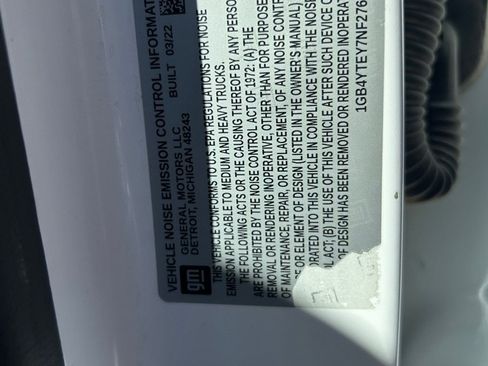 VEHICLE NOISE EMISSION CONTROL INFORMAT
GENERAL MOTORS LLC
DETROIT, MICHIGAN 48243
BUILT 03/22
gm
THIS VEHICLE CONFORMS TO U.S. EPA REGULATIONS FOR NOISE
EMISSION APPLICABLE TO MEDIUM AND HEAVY TRUCKS.
THE FOLLOWING ACTS OR THE CAUSING THEREOF BY ANY PERSO
ARE PROHIBITED BY THE NOISE CONTROL ACT OF 1972: (A) THE
REMOVAL OR RENDERING INOPERATIVE, OTHER THAN FOR PURPOSE
OF MAINTENANCE, REPAIR, OR REPLACEMENT, OF ANY NOISE CONTR
OR ELEMENT OF DESIGN (LISTED IN THE OWNER'S MANUAL)
RATED INTO THIS VEHICLE IN COMPLIANCE WITH THE NOIS
OL ACT; (B) THE USE OF THIS VEHICLE AFTER SUCH DEVICE O
DESIGN HAS BEEN REMOVED OR RENDERED INOPERA
1GB4YTEY7NF276